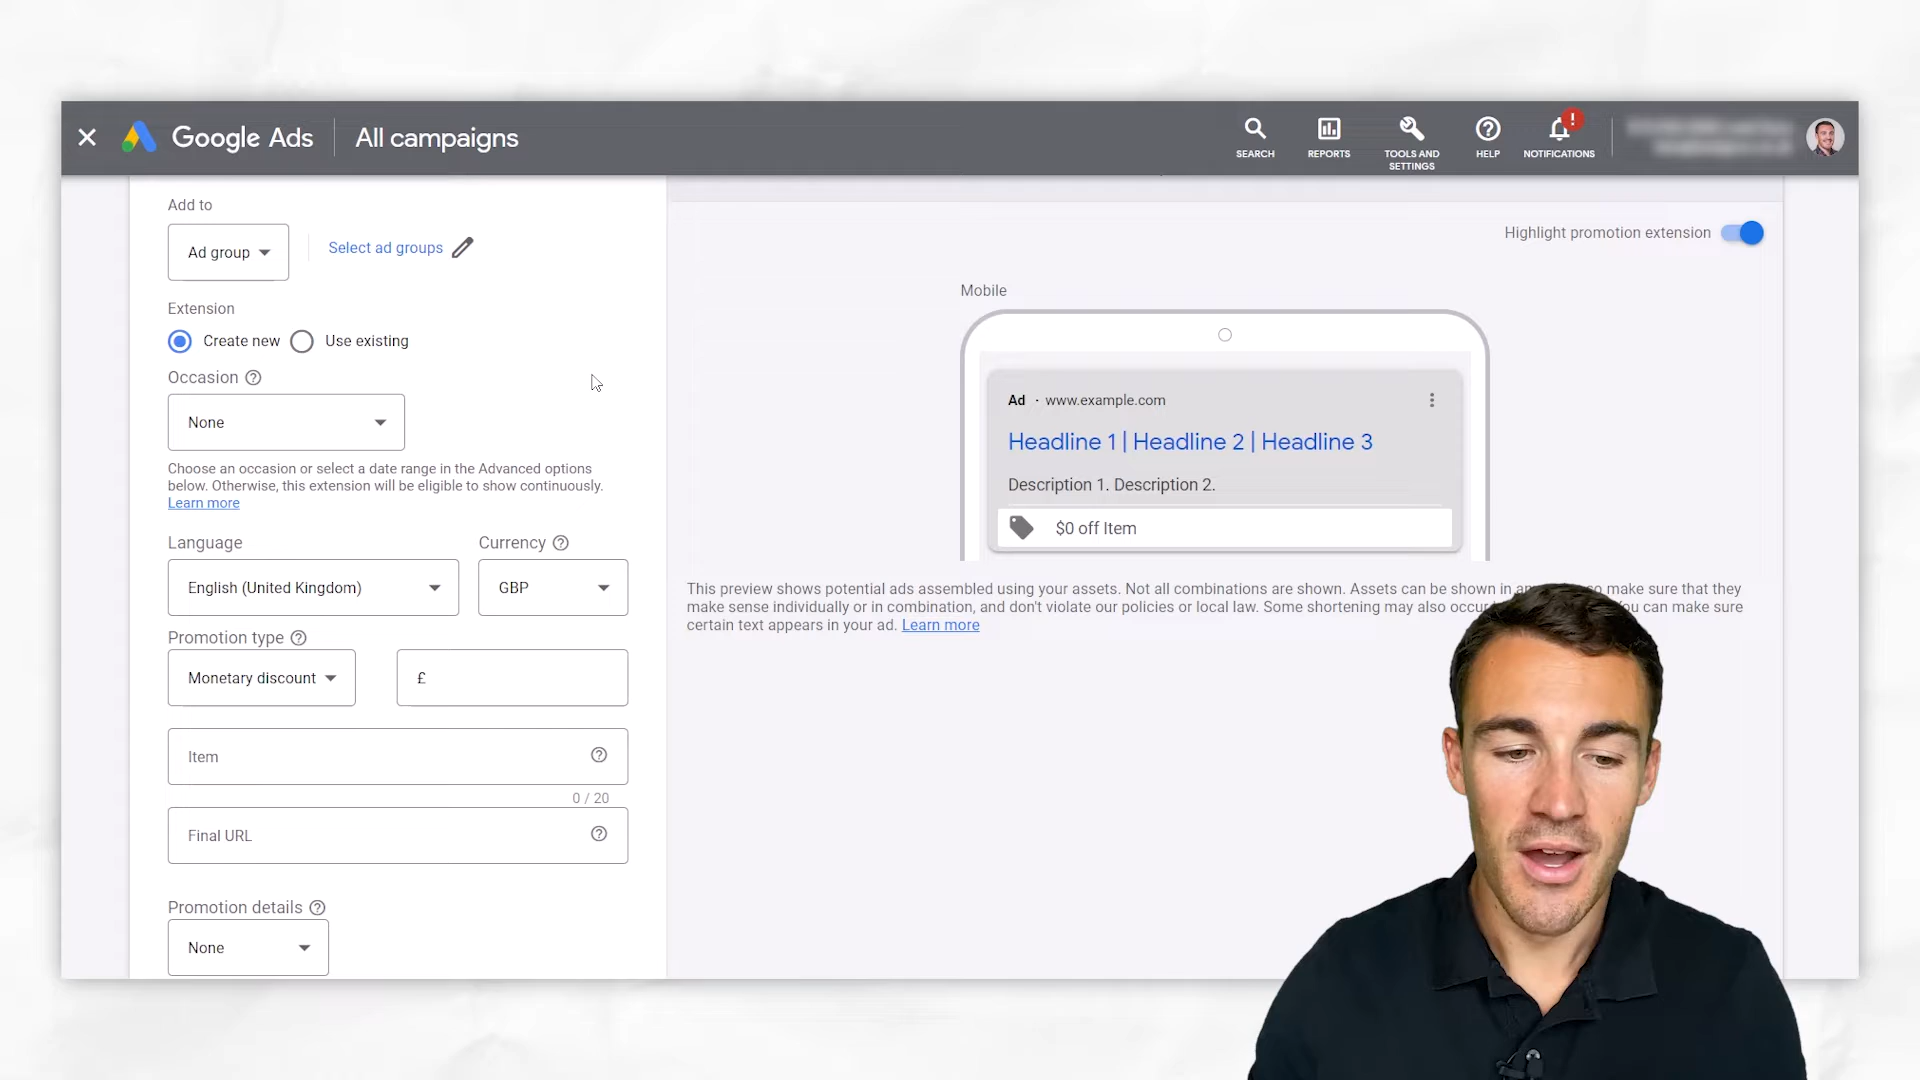 Google Ads
All campaigns
SEARCH
REPORTS
TOOLS AND
SETTINGS
HELP
!
NOTIFICATIONS
Add to
Ad group
Select ad groups
Extension
Create new
Use existing
Occasion
None
Choose an occasion or select a date range in the Advanced options
below. Otherwise, this extension will be eligible to show continuously.
Learn more
Language
Currency
English (United Kingdom)
GBP
Promotion type
Monetary discount
£
Item
0 / 20
Final URL
Promotion details
None
Highlight promotion extension
Mobile
Ad · www.example.com
Headline 1 | Headline 2 | Headline 3
Description 1. Description 2.
$0 off Item
This preview shows potential ads assembled using your assets. Not all combinations are shown. Assets can be shown in make sure that they
make sense individually or in combination, and don't violate our policies or local law. Some shortening may also occur can make sure
certain text appears in your ad. Learn more